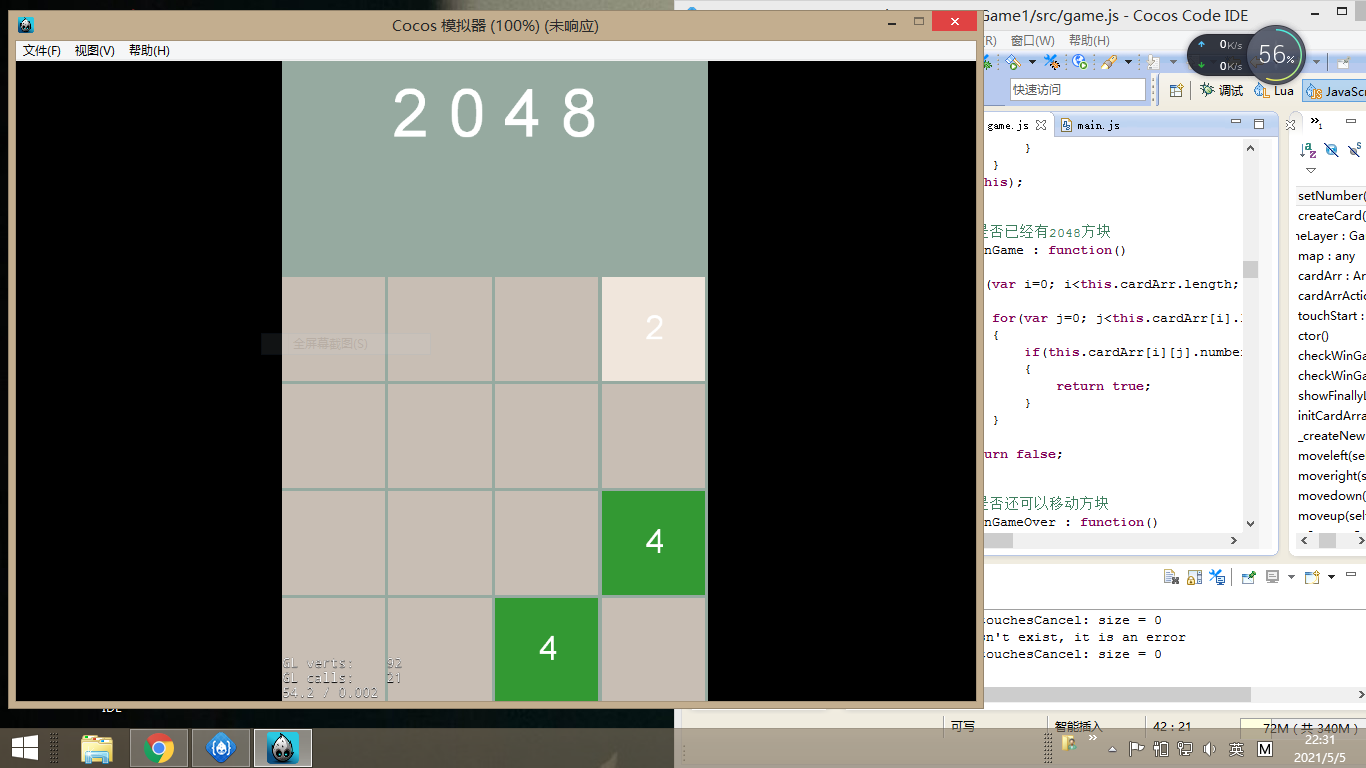 Cocos 模拟器 (100%) (未响应)
文件(F) 视图(V) 帮助(H)
2 0 4 8
2
全屏幕截图(S)
4
4
GL verts: 92
GL calls: 21
54.2 / 0.002
Game1/src/game.js - Cocos Code IDE
(R) 窗口(W) 帮助(H)
0K/s
0K/s
56%
快速访问
调试
Lua
JavaScr
game.js
main.js
}
}
his);
是否已经有2048方块
nGame : function()
(var i=0; i<this.cardArr.length;
for(var j=0; j<this.cardArr[i].
{
if(this.cardArr[i][j].number
{
return true;
}
}
urn false;
是否还可以移动方块
nGameOver : function()
setNumber(
createCard(
neLayer : Ga
map : any
cardArr : Ar
cardArrActio
touchStart :
ctor()
checkWinGa
checkWinGa
showFinallyL
initCardArra
_createNew
moveleft(se
moveright(s
movedown(
moveup(self
ouchesCancel: size = 0
n't exist, it is an error
ouchesCancel: size = 0
IDE
可写
智能插入
42 : 21
72M ( 共 340M )
英
M
22:31
2021/5/5